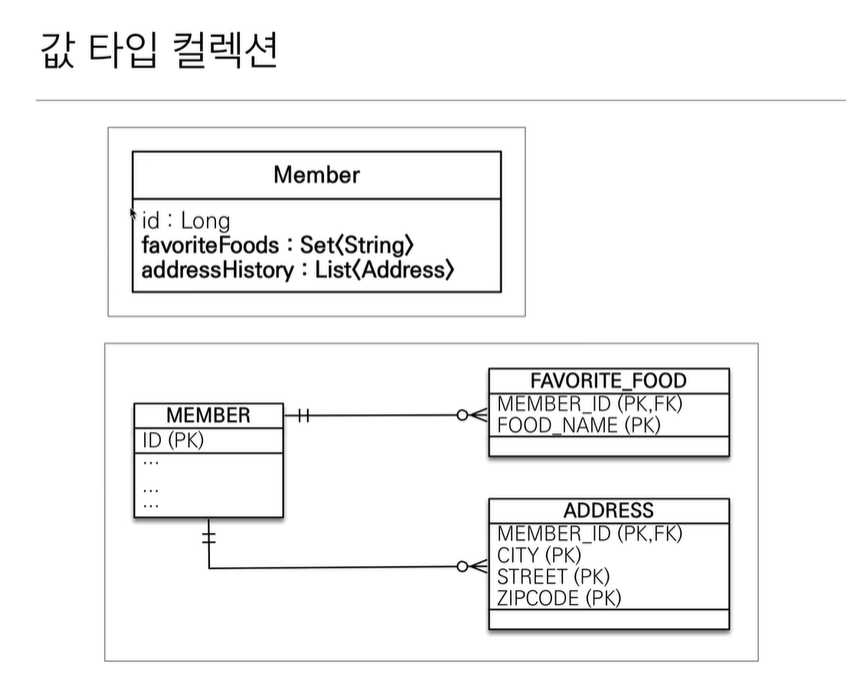 값 타입 컬렉션
Member
id : Long
favoriteFoods : Set<String>
addressHistory : List<Address>
MEMBER
ID (PK)
...
...
...
FAVORITE_FOOD
MEMBER_ID (PK,FK)
FOOD_NAME (PK)
ADDRESS
MEMBER_ID (PK,FK)
CITY (PK)
STREET (PK)
ZIPCODE (PK)